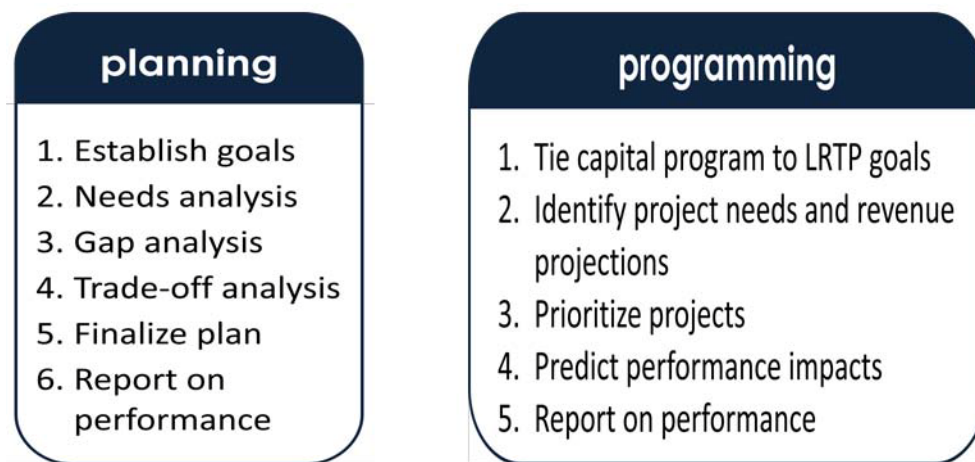 planning
1. Establish goals
2. Needs analysis
3. Gap analysis
4. Trade-off analysis
5. Finalize plan
6. Report on
performance
programming
1. Tie capital program to LRTP goals
2. Identify project needs and revenue
projections
3. Prioritize projects
4. Predict performance impacts
5. Report on performance